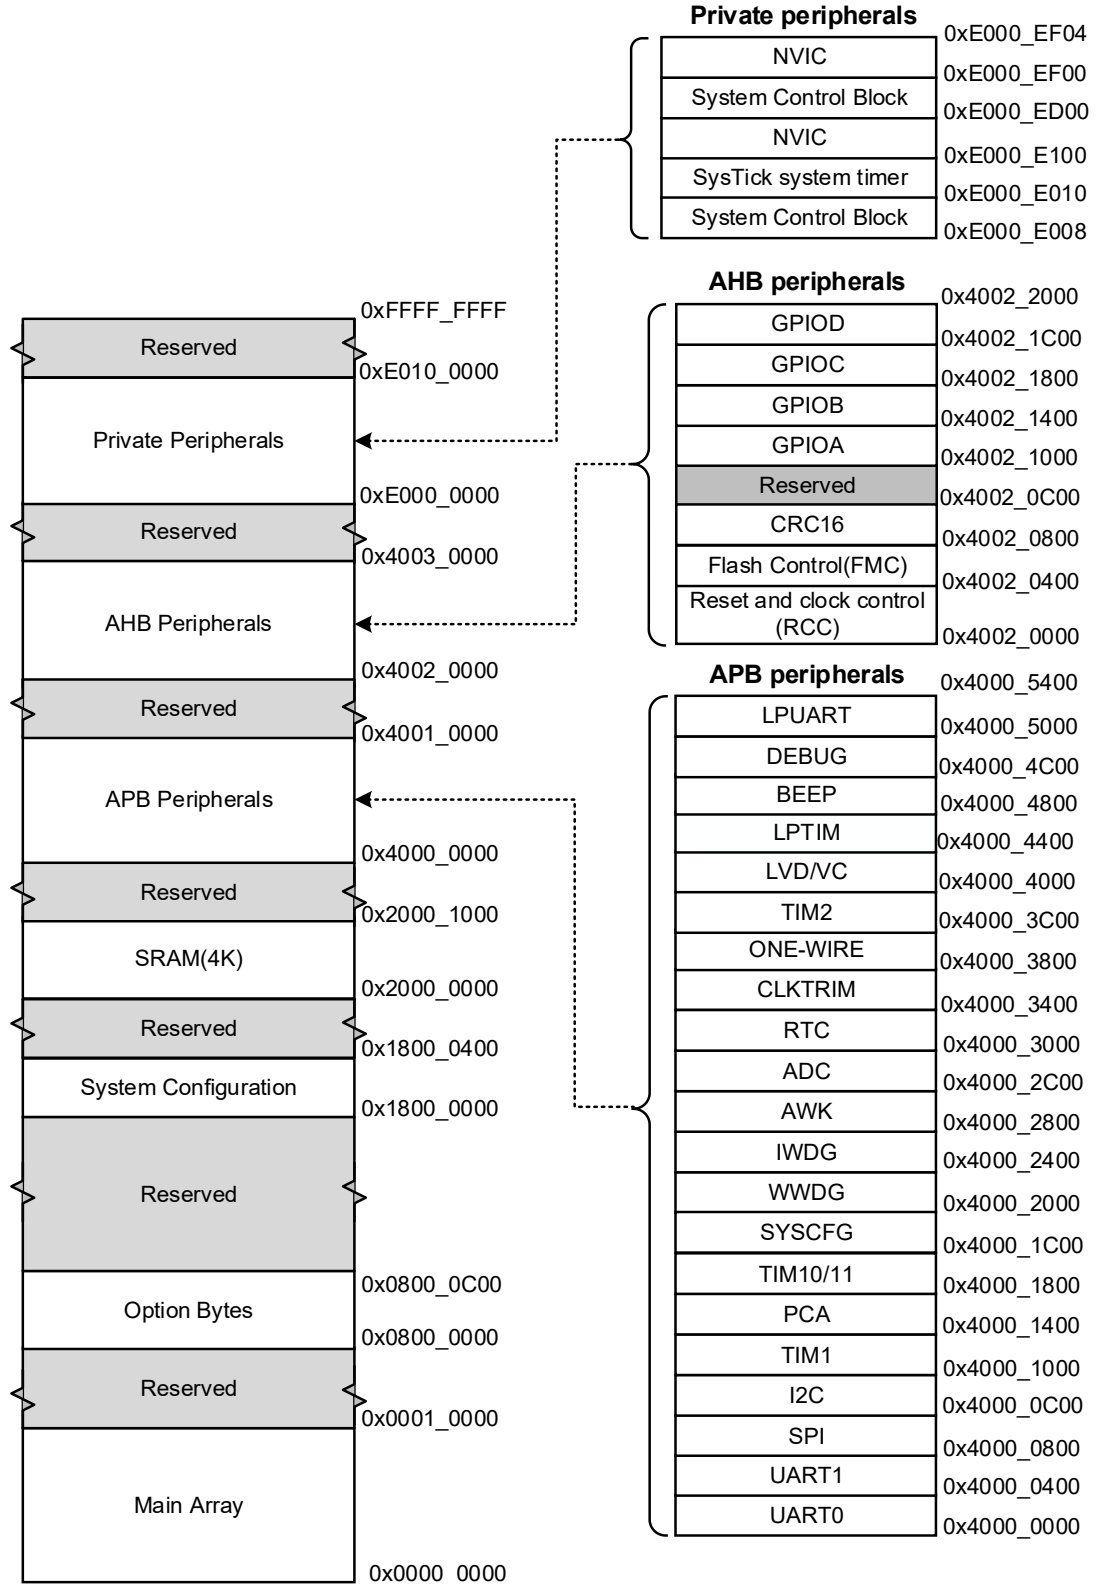 Private peripherals
0xE000_EF04
NVIC
0xE000_EF00
System Control Block
0xE000_ED00
NVIC
0xE000_E100
SysTick system timer
0xE000_E010
System Control Block
0xE000_E008
AHB peripherals
0x4002_2000
GPIOD
0x4002_1C00
GPIOC
0x4002_1800
GPIOB
0x4002_1400
GPIOA
0x4002_1000
Reserved
0x4002_0C00
CRC16
0x4002_0800
Flash Control(FMC)
0x4002_0400
Reset and clock control
(RCC)
0x4002_0000
APB peripherals
0x4000_5400
LPUART
0x4000_5000
DEBUG
0x4000_4C00
BEEP
0x4000_4800
LPTIM
0x4000_4400
LVD/VC
0x4000_4000
TIM2
0x4000_3C00
ONE-WIRE
0x4000_3800
CLKTRIM
0x4000_3400
RTC
0x4000_3000
ADC
0x4000_2C00
AWK
0x4000_2800
IWDG
0x4000_2400
WWDG
0x4000_2000
SYSCFG
0x4000_1C00
TIM10/11
0x4000_1800
PCA
0x4000_1400
TIM1
0x4000_1000
I2C
0x4000_0C00
SPI
0x4000_0800
UART1
0x4000_0400
UART0
0x4000_0000
0xFFFF_FFFF
Reserved
0xE010_0000
Private Peripherals
0xE000_0000
Reserved
0x4003_0000
AHB Peripherals
0x4002_0000
Reserved
0x4001_0000
APB Peripherals
0x4000_0000
Reserved
0x2000_1000
SRAM(4K)
0x2000_0000
Reserved
0x1800_0400
System Configuration
0x1800_0000
Reserved
0x0800_0C00
Option Bytes
0x0800_0000
Reserved
0x0001_0000
Main Array
0x0000_0000